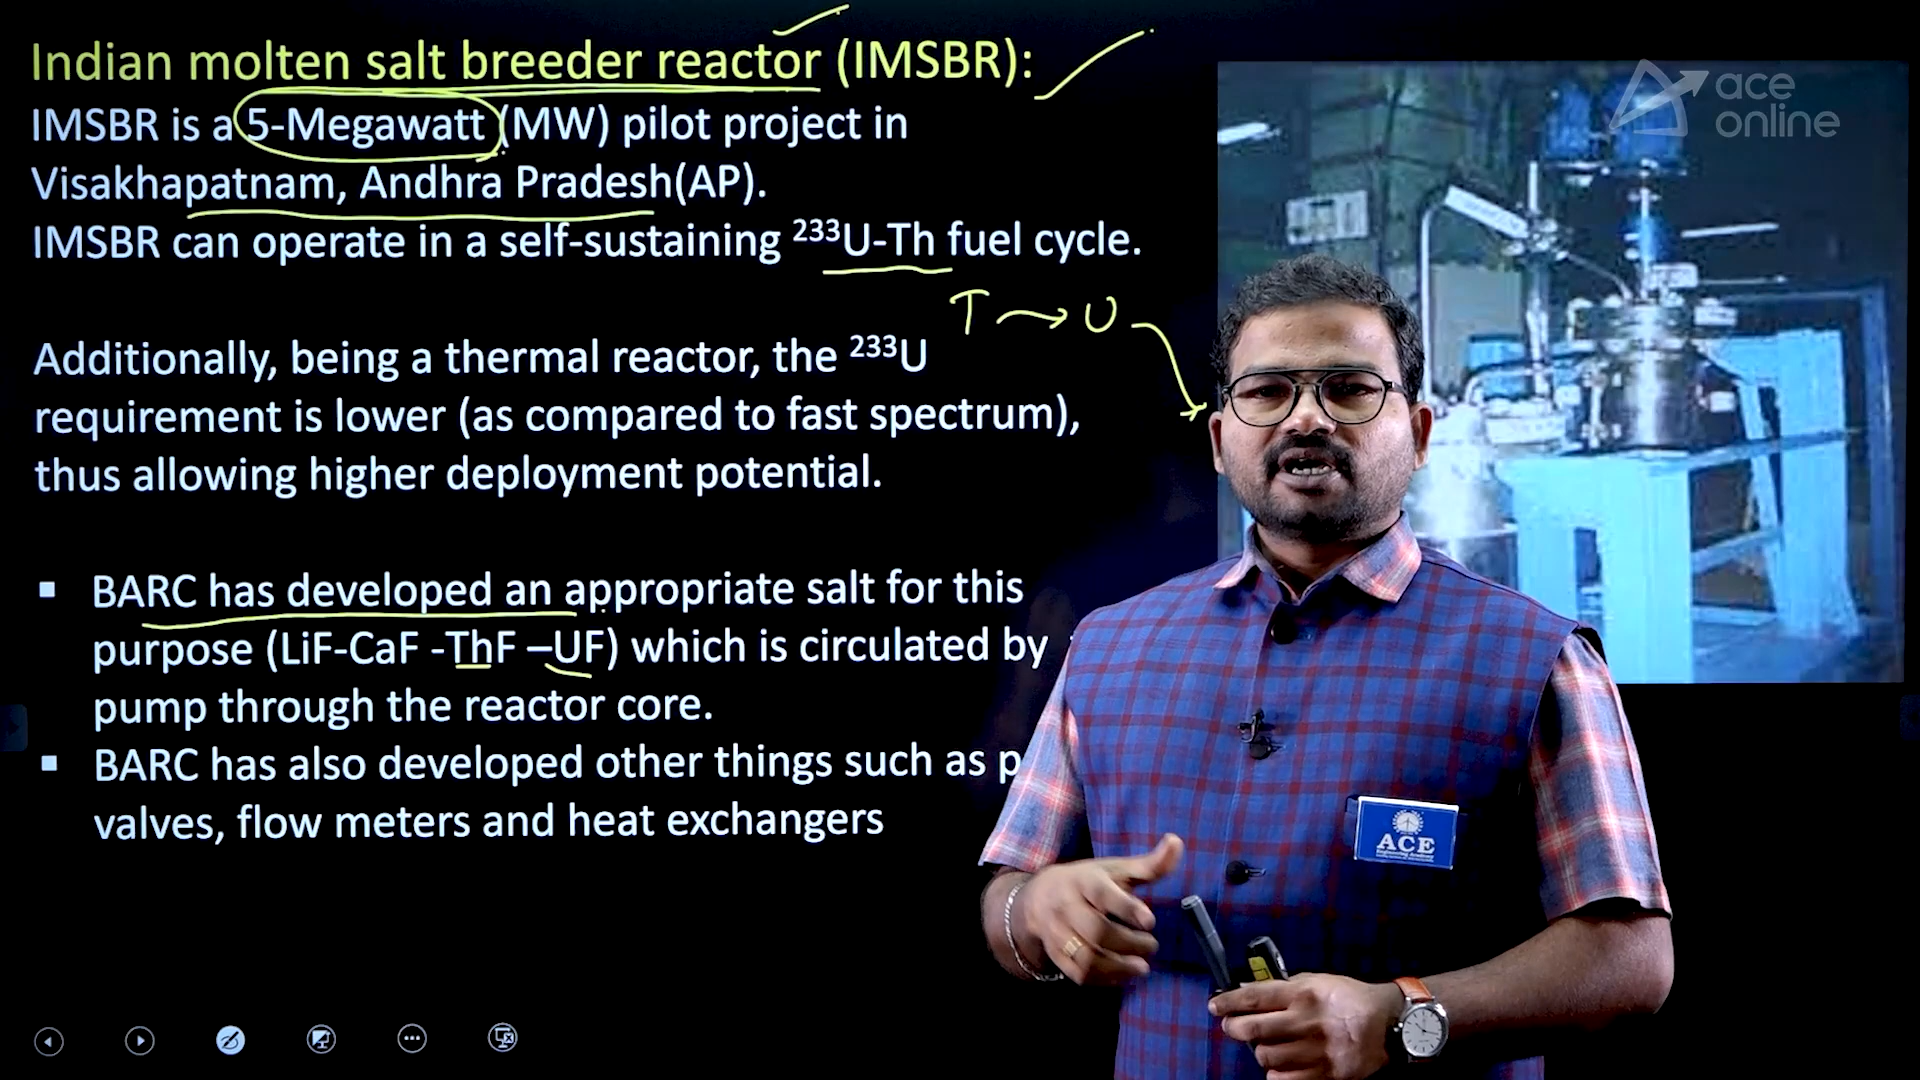 Indian molten salt breeder reactor (IMSBR):
IMSBR is a 5-Megawatt (MW) pilot project in
Visakhapatnam, Andhra Pradesh(AP).
IMSBR can operate in a self-sustaining ²³³U-Th fuel cycle.
T → U
Additionally, being a thermal reactor, the ²³³U
requirement is lower (as compared to fast spectrum),
thus allowing higher deployment potential.
▪ BARC has developed an appropriate salt for this
purpose (LiF-CaF -ThF –UF) which is circulated by
pump through the reactor core.
▪ BARC has also developed other things such as p
valves, flow meters and heat exchangers
ace
online
ACE